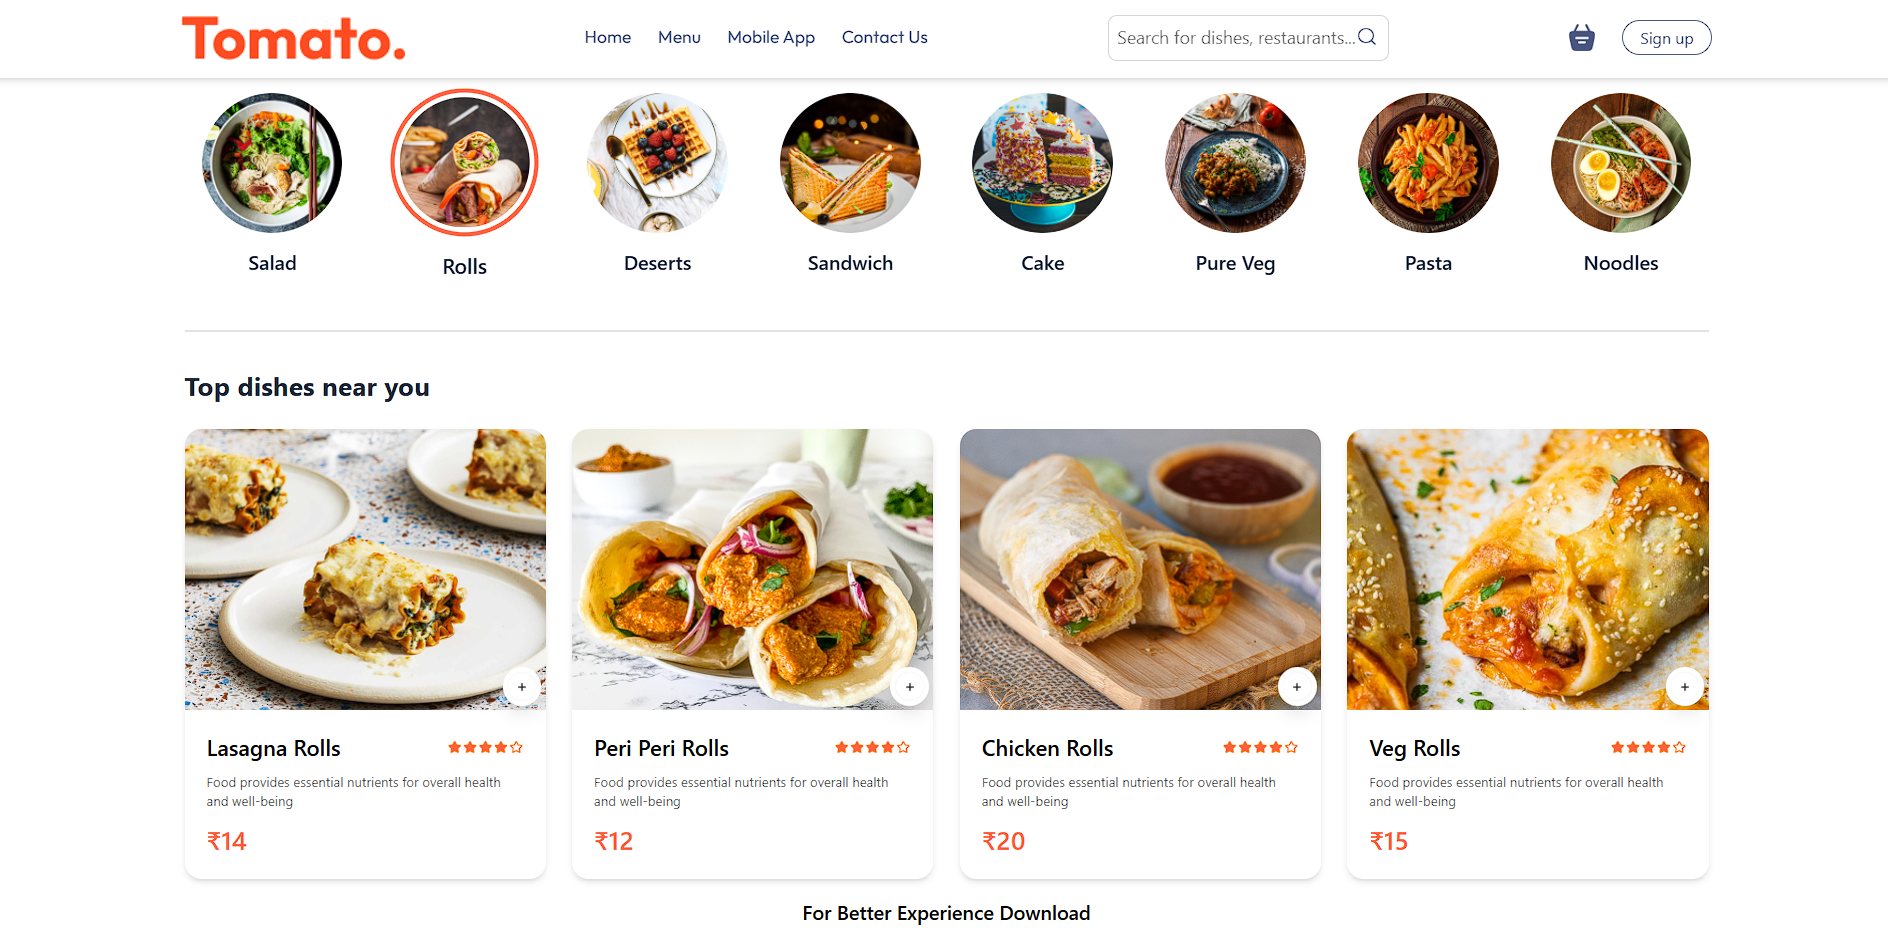 Tomato.
Home Menu Mobile App Contact Us
Search for dishes, restaurants...
Sign up
Salad Rolls Deserts Sandwich Cake Pure Veg Pasta Noodles
Top dishes near you
Lasagna Rolls
Food provides essential nutrients for overall health
and well-being
₹14
Peri Peri Rolls
Food provides essential nutrients for overall health
and well-being
₹12
Chicken Rolls
Food provides essential nutrients for overall health
and well-being
₹20
Veg Rolls
Food provides essential nutrients for overall health
and well-being
₹15
For Better Experience Download